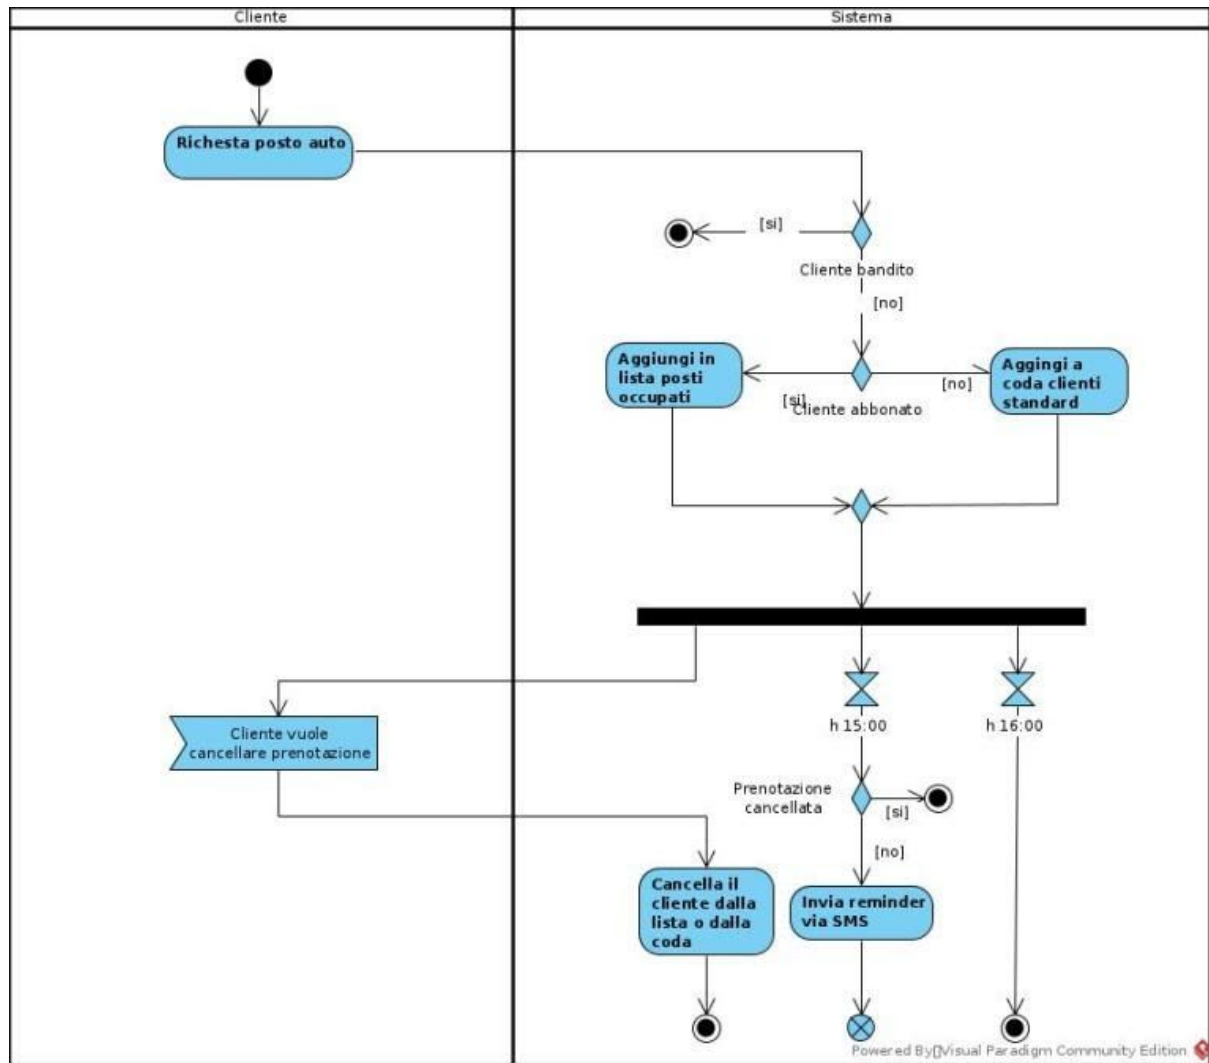 Cliente
Sistema
Richesta posto auto
[si]
Cliente bandito
[no]
Aggiungi in
lista posti
occupati
[si]
Cliente abbonato
[no]
Aggingi a
coda clienti
standard
Cliente vuole
cancellare prenotazione
h 15:00
h 16:00
Prenotazione
cancellata
[si]
[no]
Cancella il
cliente dalla
lista o dalla
coda
Invia reminder
via SMS
Powered By▯Visual Paradigm Community Edition